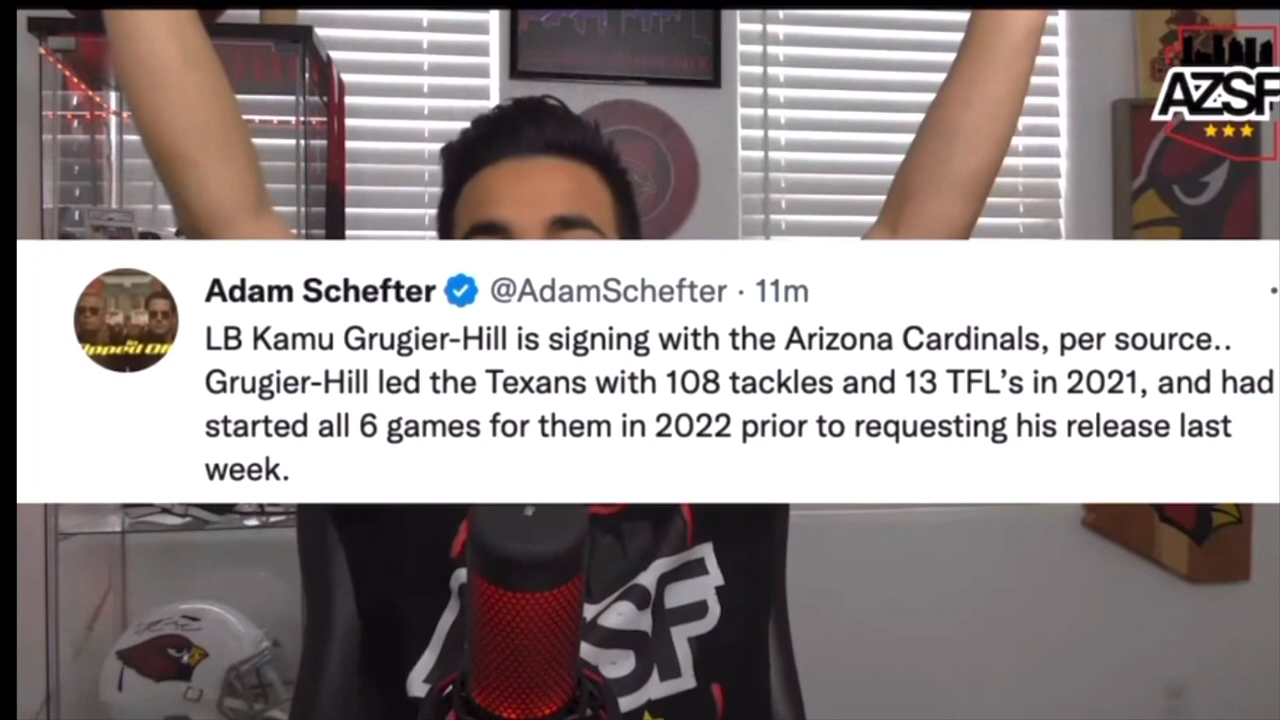 AZSF
Adam Schefter @AdamSchefter · 11m
LB Kamu Grugier-Hill is signing with the Arizona Cardinals, per source..
Grugier-Hill led the Texans with 108 tackles and 13 TFL’s in 2021, and had
started all 6 games for them in 2022 prior to requesting his release last
week.
SF